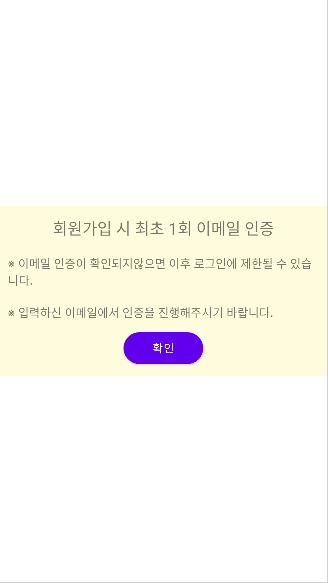 회원가입 시 최초 1회 이메일 인증
※ 이메일 인증이 확인되지않으면 이후 로그인에 제한될 수 있습
니다.
※ 입력하신 이메일에서 인증을 진행해주시기 바랍니다.
확인